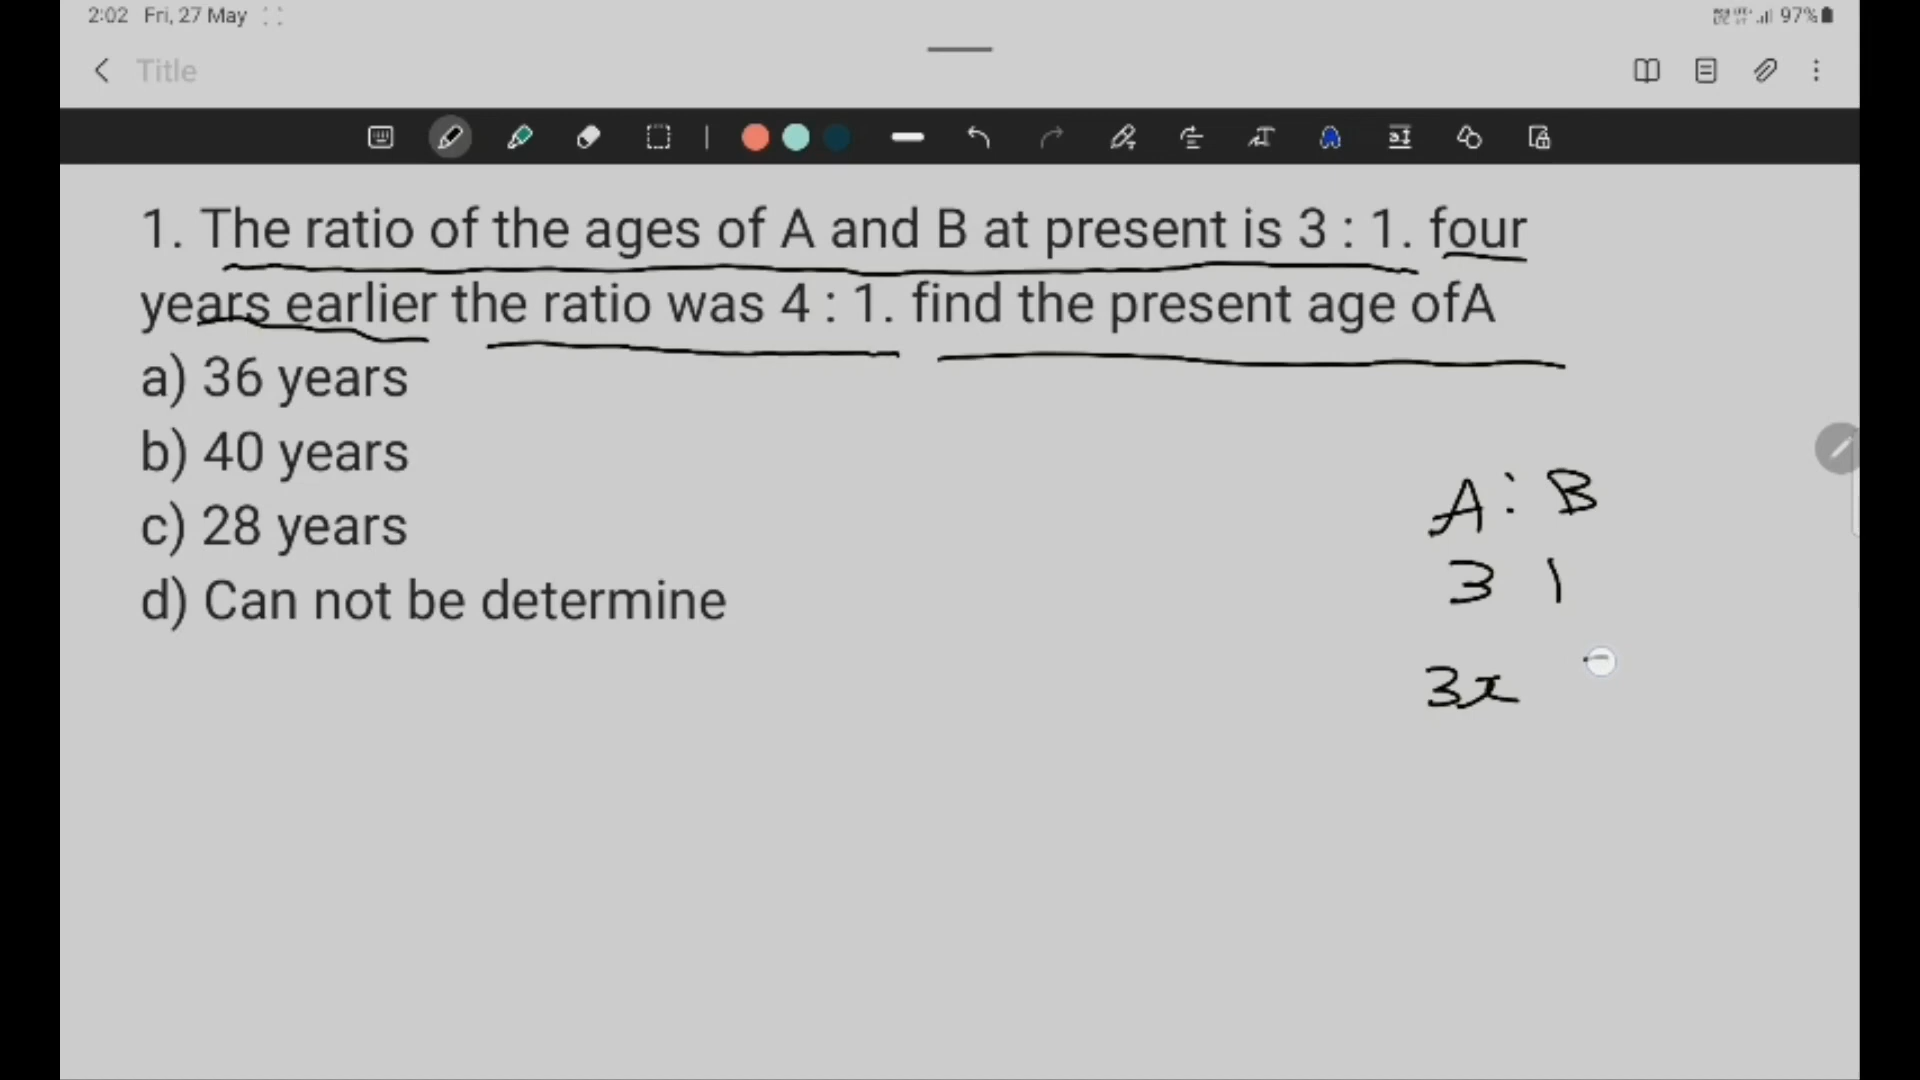 2:02 Fri, 27 May 97%
Title
1. The ratio of the ages of A and B at present is 3 : 1. four
years earlier the ratio was 4 : 1. find the present age ofA
a) 36 years
b) 40 years
c) 28 years
d) Can not be determine
A : B
3 1
3x